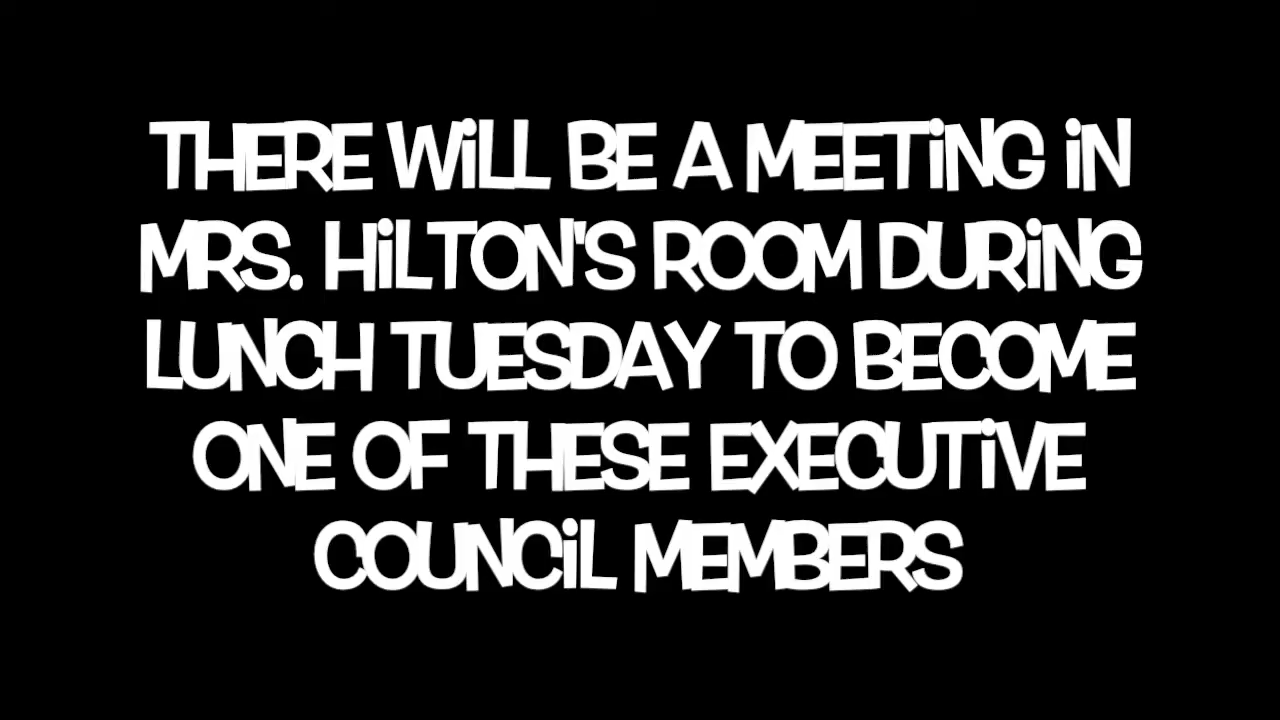 THERE WiLL BE A MEETiNG iN
MRS. HiLTON'S ROOM DURiNG
LUNCH TUESDAY TO BECOME
ONE OF THESE EXECUTiVE
COUNCiL MEMBERS